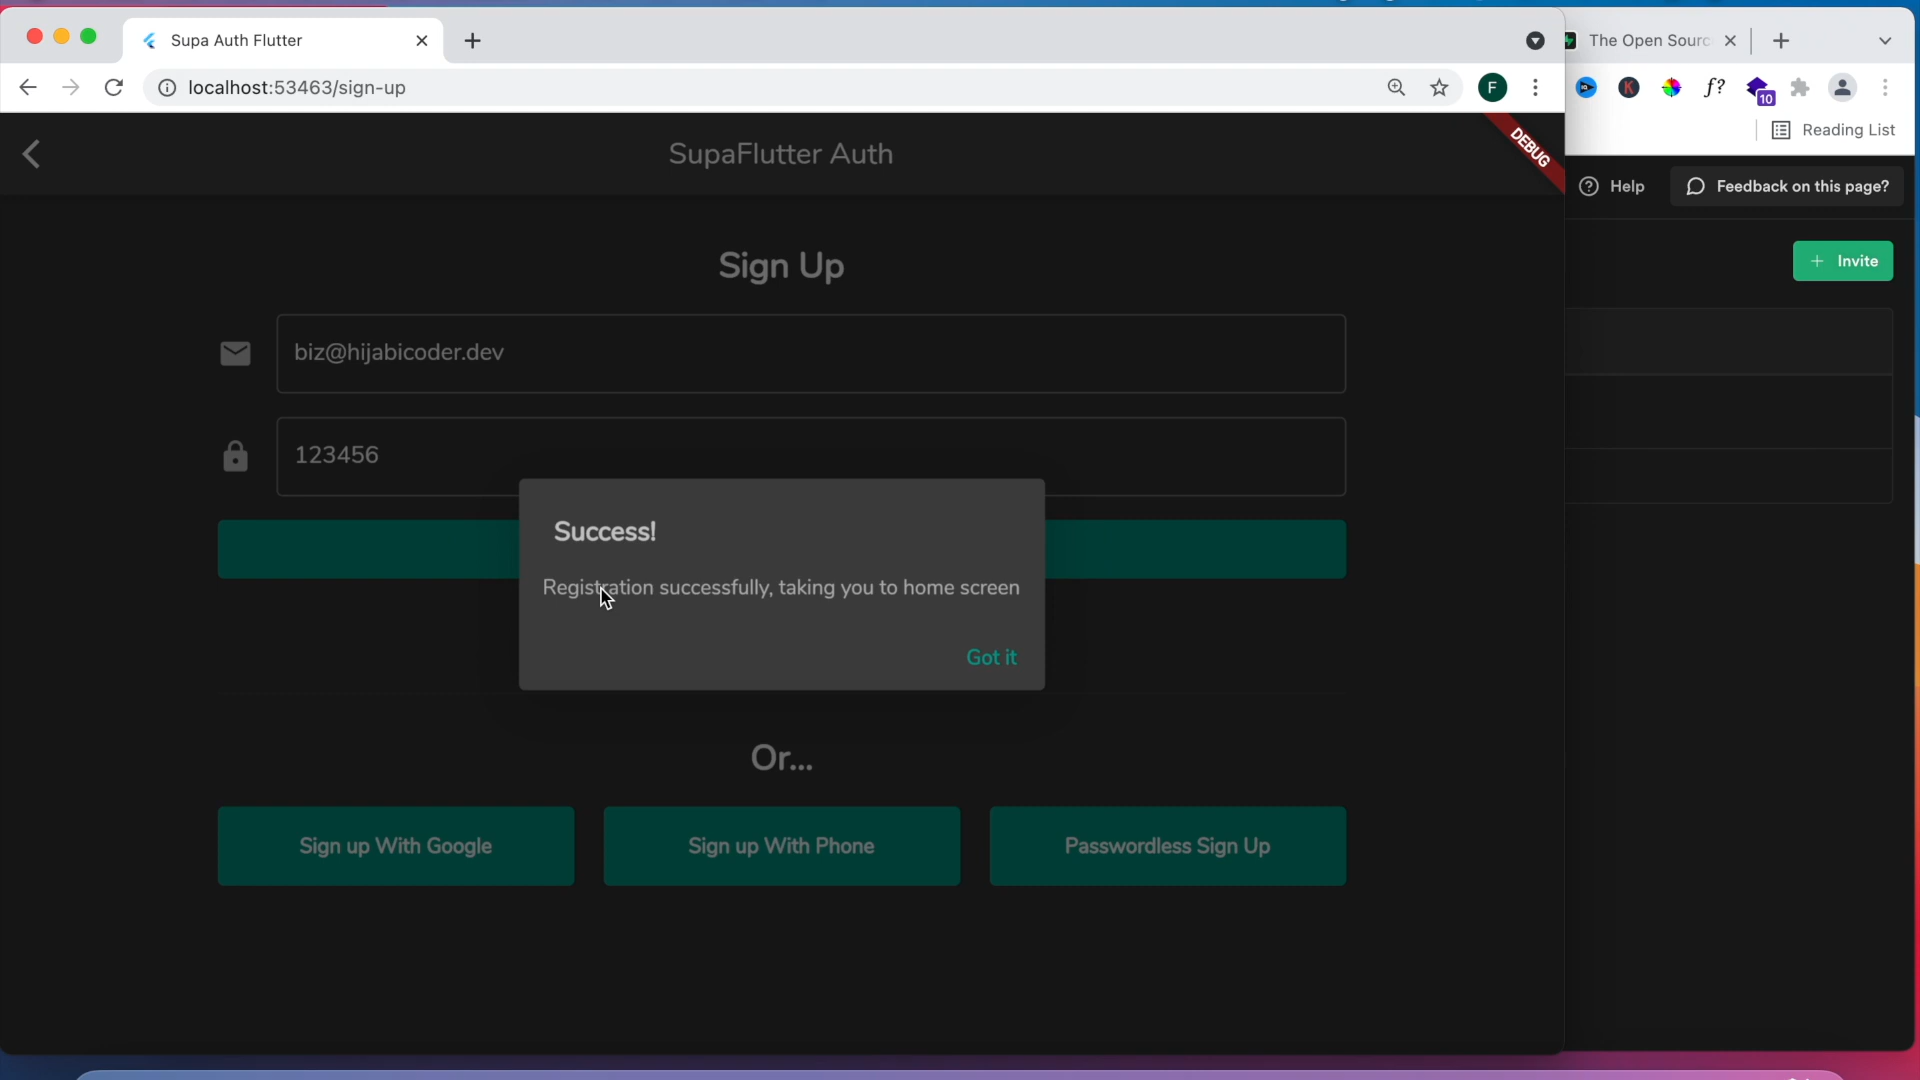 Supa Auth Flutter
The Open Sourc
localhost:53463/sign-up
F
K
f?
10
Reading List
SupaFlutter Auth
DEBUG
Help
Feedback on this page?
Sign Up
Invite
biz@hijabicoder.dev
123456
Success!
Registration successfully, taking you to home screen
Got it
Or...
Sign up With Google
Sign up With Phone
Passwordless Sign Up